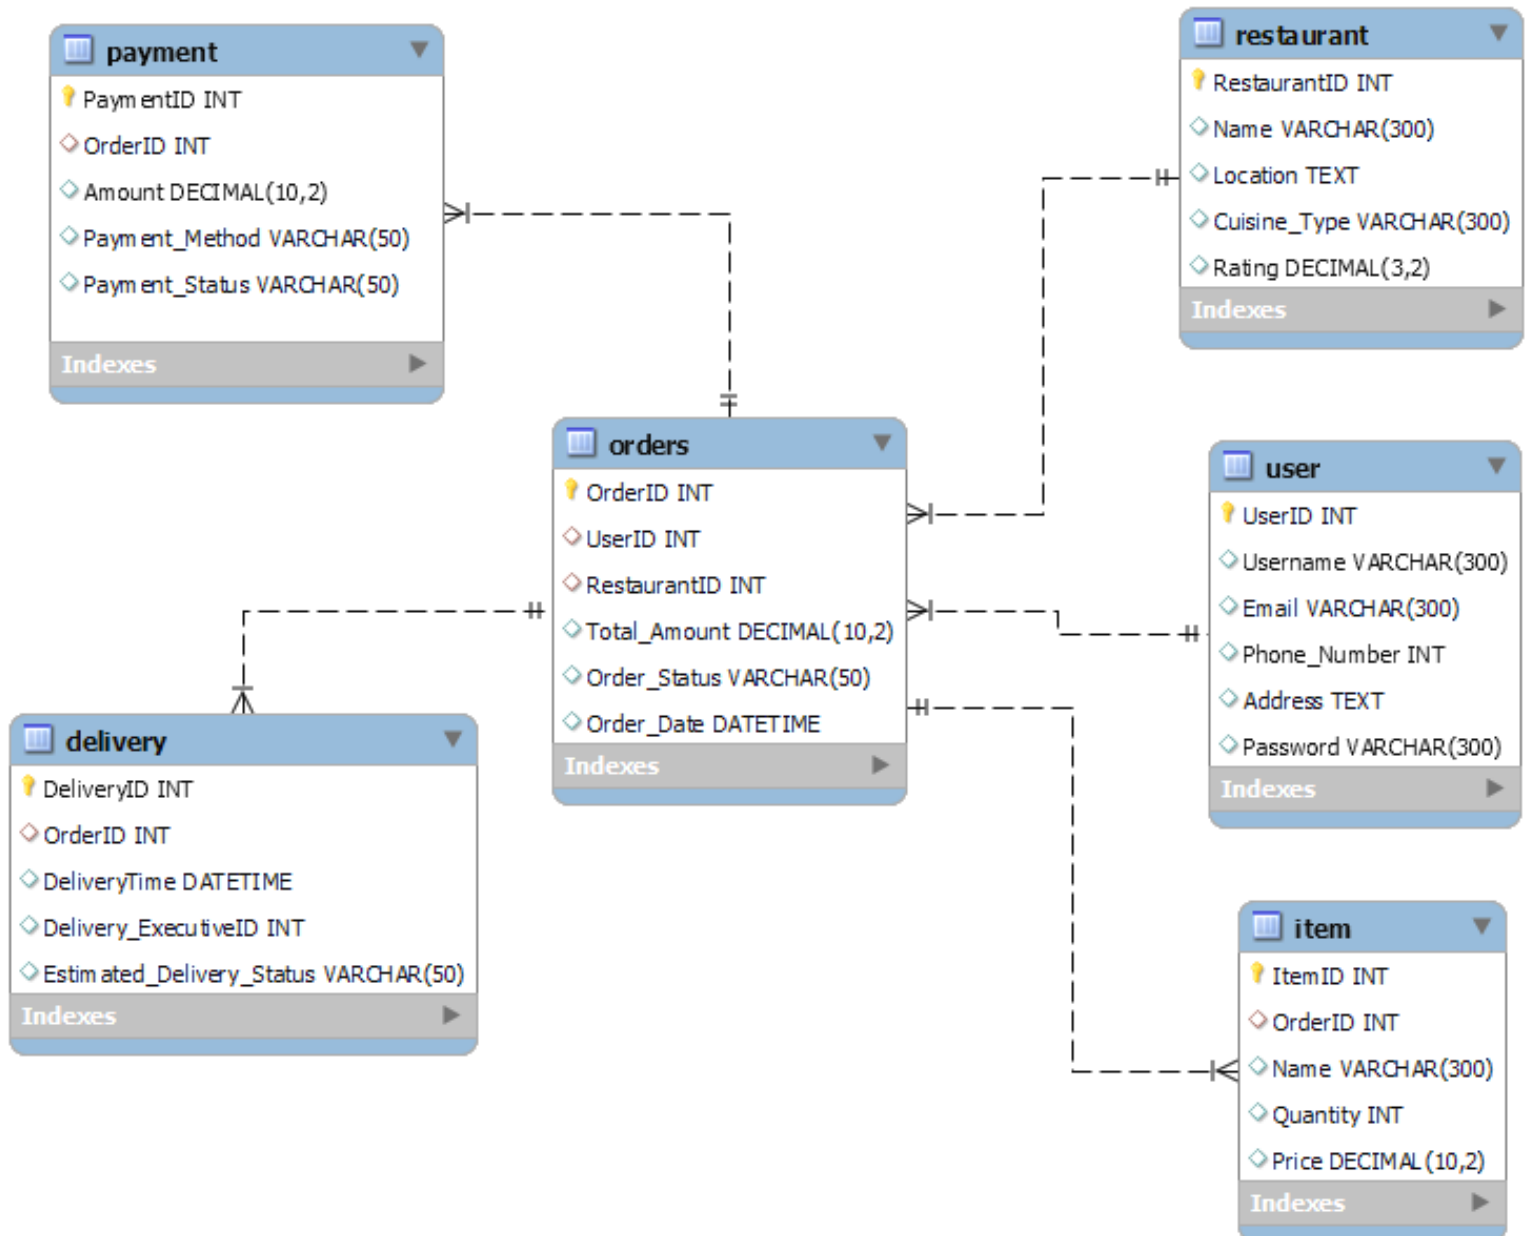 payment
PaymentID INT
OrderID INT
Amount DECIMAL(10,2)
Payment_Method VARCHAR(50)
Payment_Status VARCHAR(50)
Indexes
restaurant
RestaurantID INT
Name VARCHAR(300)
Location TEXT
Cuisine_Type VARCHAR(300)
Rating DECIMAL(3,2)
Indexes
orders
OrderID INT
UserID INT
RestaurantID INT
Total_Amount DECIMAL(10,2)
Order_Status VARCHAR(50)
Order_Date DATETIME
Indexes
user
UserID INT
Username VARCHAR(300)
Email VARCHAR(300)
Phone_Number INT
Address TEXT
Password VARCHAR(300)
Indexes
delivery
DeliveryID INT
OrderID INT
DeliveryTime DATETIME
Delivery_ExecutiveID INT
Estimated_Delivery_Status VARCHAR(50)
Indexes
item
ItemID INT
OrderID INT
Name VARCHAR(300)
Quantity INT
Price DECIMAL(10,2)
Indexes